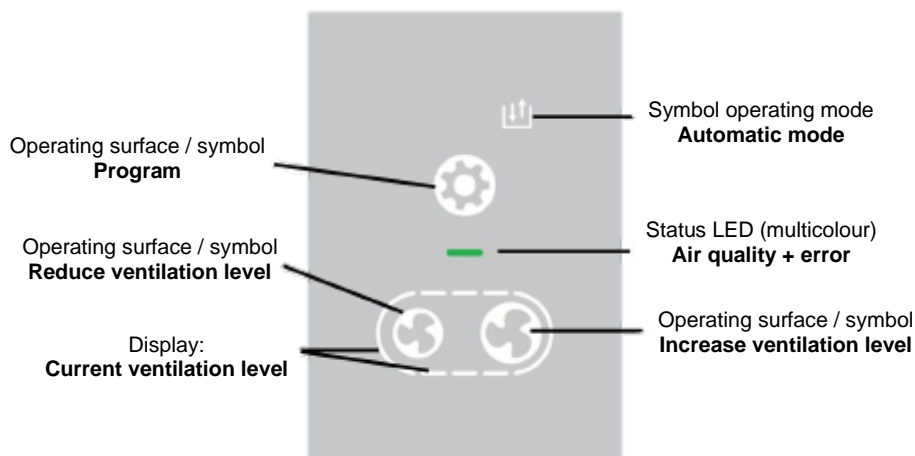 Symbol operating mode
Automatic mode
Operating surface / symbol
Program
Status LED (multicolour)
Air quality + error
Operating surface / symbol
Reduce ventilation level
Operating surface / symbol
Increase ventilation level
Display:
Current ventilation level